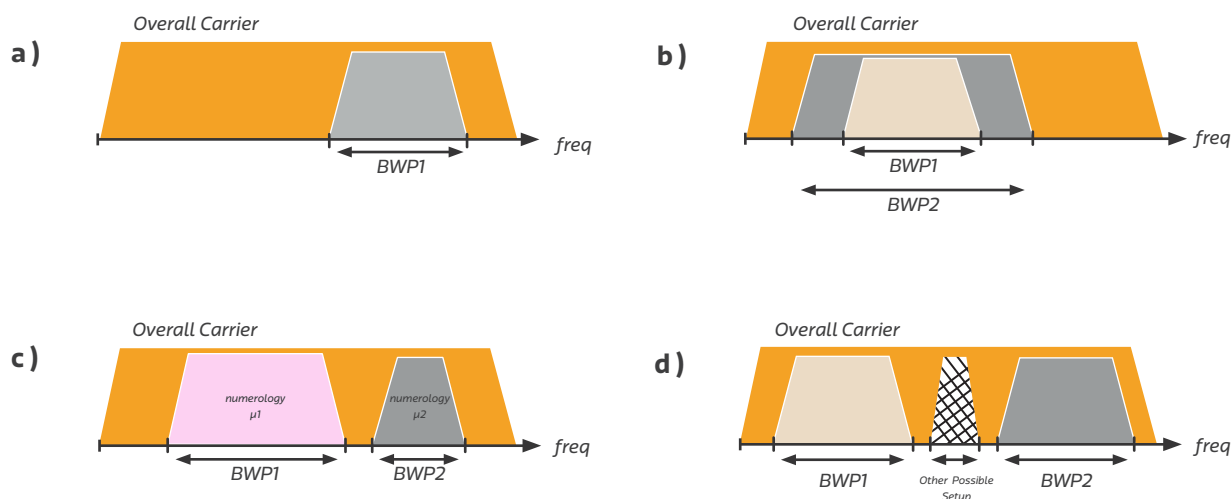 a )
Overall Carrier
freq
BWP1
b )
Overall Carrier
freq
BWP1
BWP2
c )
Overall Carrier
numerology
μ1
numerology
μ2
freq
BWP1
BWP2
d )
Overall Carrier
freq
BWP1
Other Possible
Setup
BWP2